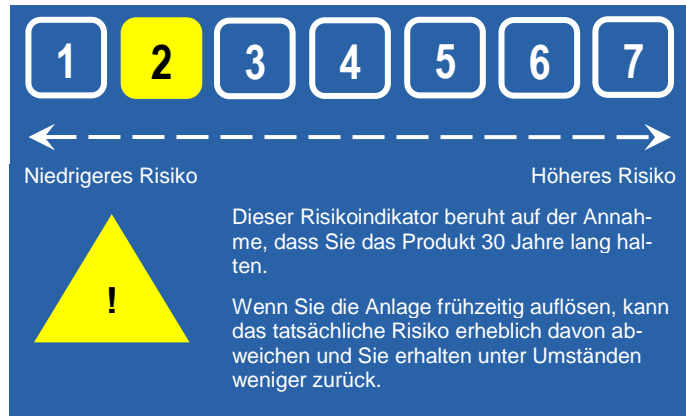 1 2 3 4 5 6 7
Niedrigeres Risiko Höheres Risiko
Dieser Risikoindikator beruht auf der Annah-
me, dass Sie das Produkt 30 Jahre lang hal-
ten.
!
Wenn Sie die Anlage frühzeitig auflösen, kann
das tatsächliche Risiko erheblich davon ab-
weichen und Sie erhalten unter Umständen
weniger zurück.